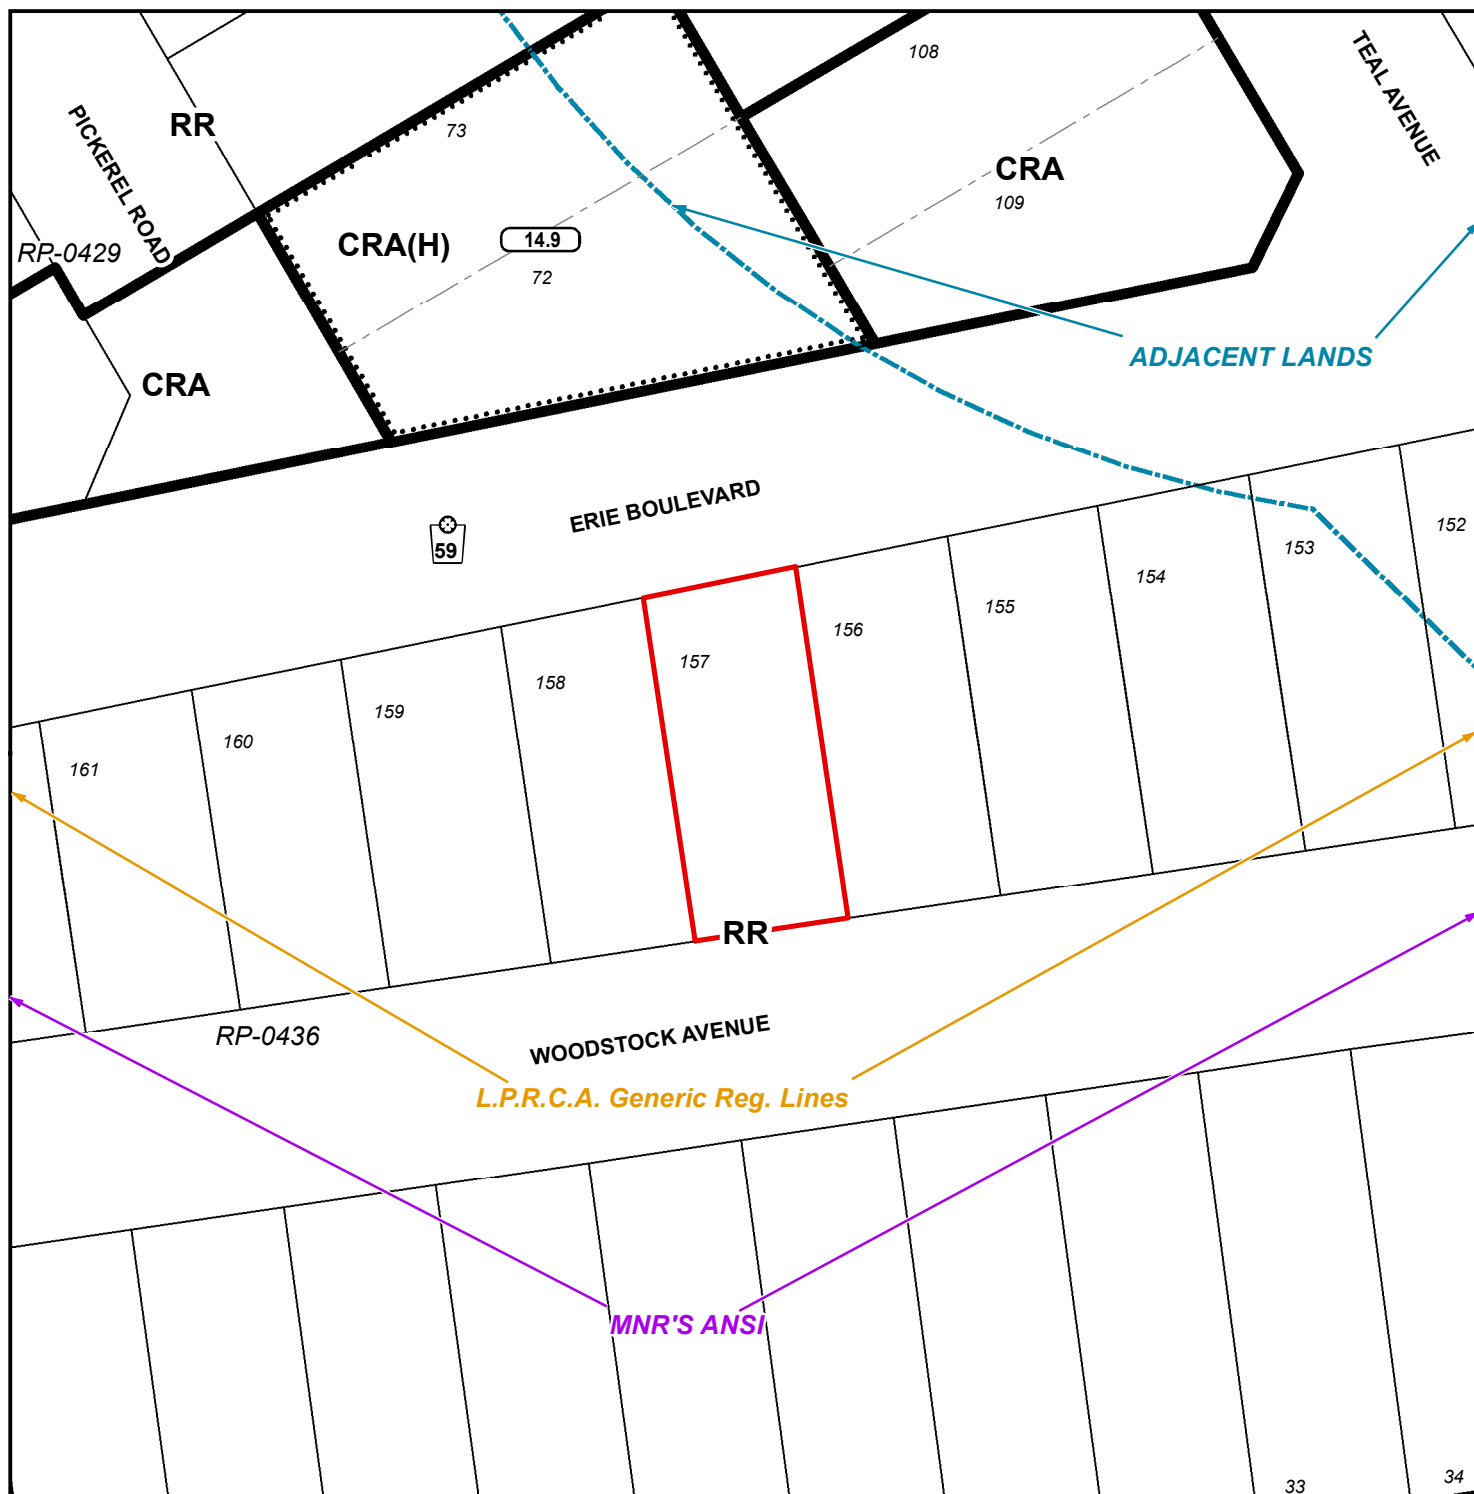 108
TEAL AVENUE
PICKEREL ROAD
RR
73
CRA
109
CRA(H)
14.9
RP-0429
72
ADJACENT LANDS
CRA
ERIE BOULEVARD
59
152
153
154
155
156
157
158
159
160
161
RR
RP-0436
WOODSTOCK AVENUE
L.P.R.C.A. Generic Reg. Lines
MNR'S ANSI
33
34